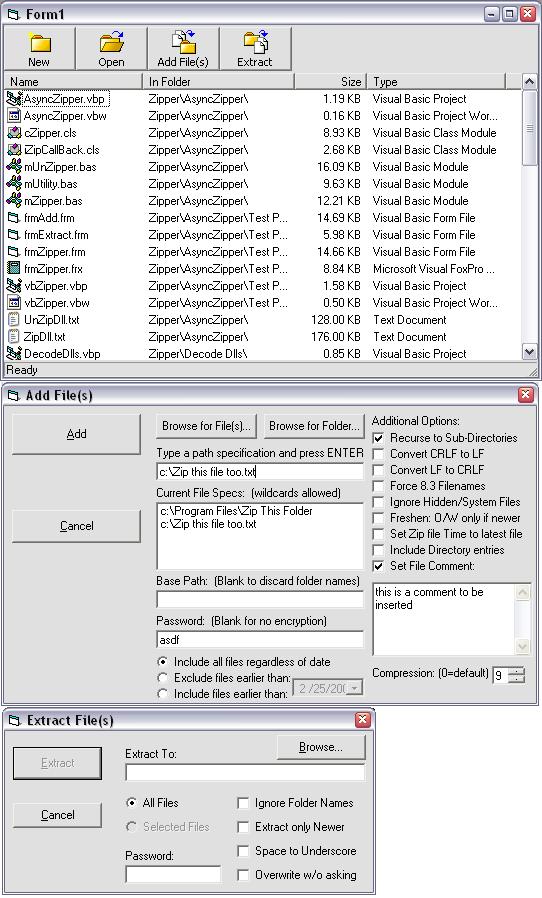 Form1
New Open Add File(s) Extract
Name In Folder Size Type
AsyncZipper.vbp Zipper\AsyncZipper\ 1.19 KB Visual Basic Project
AsyncZipper.vbw Zipper\AsyncZipper\ 0.16 KB Visual Basic Project Wor...
cZipper.cls Zipper\AsyncZipper\ 8.93 KB Visual Basic Class Module
iZipCallBack.cls Zipper\AsyncZipper\ 2.68 KB Visual Basic Class Module
mUnZipper.bas Zipper\AsyncZipper\ 16.09 KB Visual Basic Module
mUtility.bas Zipper\AsyncZipper\ 9.63 KB Visual Basic Module
mZipper.bas Zipper\AsyncZipper\ 12.21 KB Visual Basic Module
frmAdd.frm Zipper\AsyncZipper\Test P... 14.69 KB Visual Basic Form File
frmExtract.frm Zipper\AsyncZipper\Test P... 5.98 KB Visual Basic Form File
frmZipper.frm Zipper\AsyncZipper\Test P... 14.66 KB Visual Basic Form File
frmZipper.frx Zipper\AsyncZipper\Test P... 8.84 KB Microsoft Visual FoxPro ...
vbZipper.vbp Zipper\AsyncZipper\Test P... 1.58 KB Visual Basic Project
vbZipper.vbw Zipper\AsyncZipper\Test P... 0.50 KB Visual Basic Project Wor...
UnZipDll.txt Zipper\AsyncZipper\ 128.00 KB Text Document
ZipDll.txt Zipper\AsyncZipper\ 176.00 KB Text Document
DecodeDlls.vbp Zipper\Decode Dlls\ 0.85 KB Visual Basic Project
Ready
Add File(s)
Add
Cancel
Browse for File(s)... Browse for Folder...
Type a path specification and press ENTER
c:\Zip this file too.txt
Current File Specs: (wildcards allowed)
c:\Program Files\Zip This Folder
c:\Zip this file too.txt
Base Path: (Blank to discard folder names)
Password: (Blank for no encryption)
asdf
Include all files regardless of date
Exclude files earlier than:
Include files earlier than:
2 /25/200
Additional Options:
Recurse to Sub-Directories
Convert CRLF to LF
Convert LF to CRLF
Force 8.3 Filenames
Ignore Hidden/System Files
Freshen: O/W only if newer
Set Zip file Time to latest file
Include Directory entries
Set File Comment:
this is a comment to be
inserted
Compression: (0=default) 9
Extract File(s)
Extract
Cancel
Extract To:
Browse...
All Files
Selected Files
Password:
Ignore Folder Names
Extract only Newer
Space to Underscore
Overwrite w/o asking